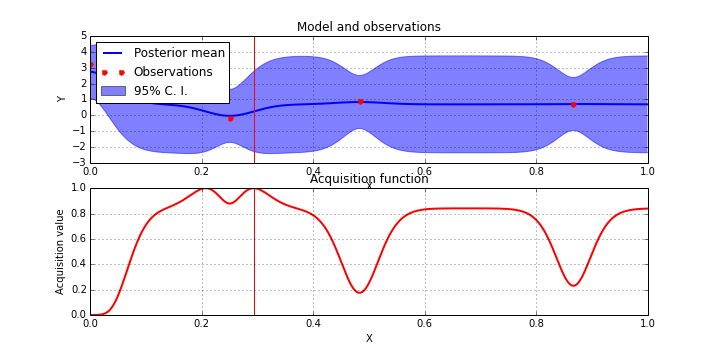 Model and observations
5
4
3
2
1
0
−1
−2
−3
Y
Posterior mean
Observations
95% C. I.
0.0 0.2 0.4 0.6 0.8 1.0
X
Acquisition function
1.0
0.8
0.6
0.4
0.2
0.0
Acquisition value
0.0 0.2 0.4 0.6 0.8 1.0
X